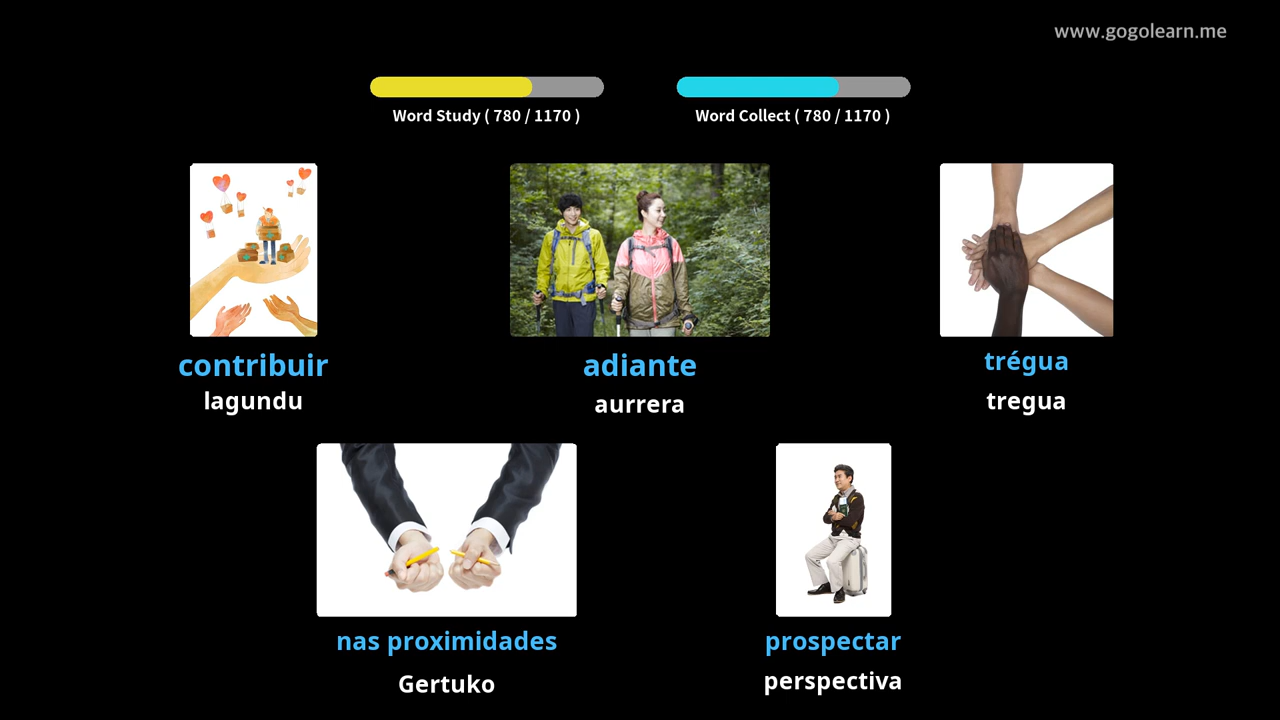 www.gogolearn.me
Word Study ( 780 / 1170 )
Word Collect ( 780 / 1170 )
contribuir
lagundu
adiante
aurrera
trégua
tregua
nas proximidades
Gertuko
prospectar
perspectiva